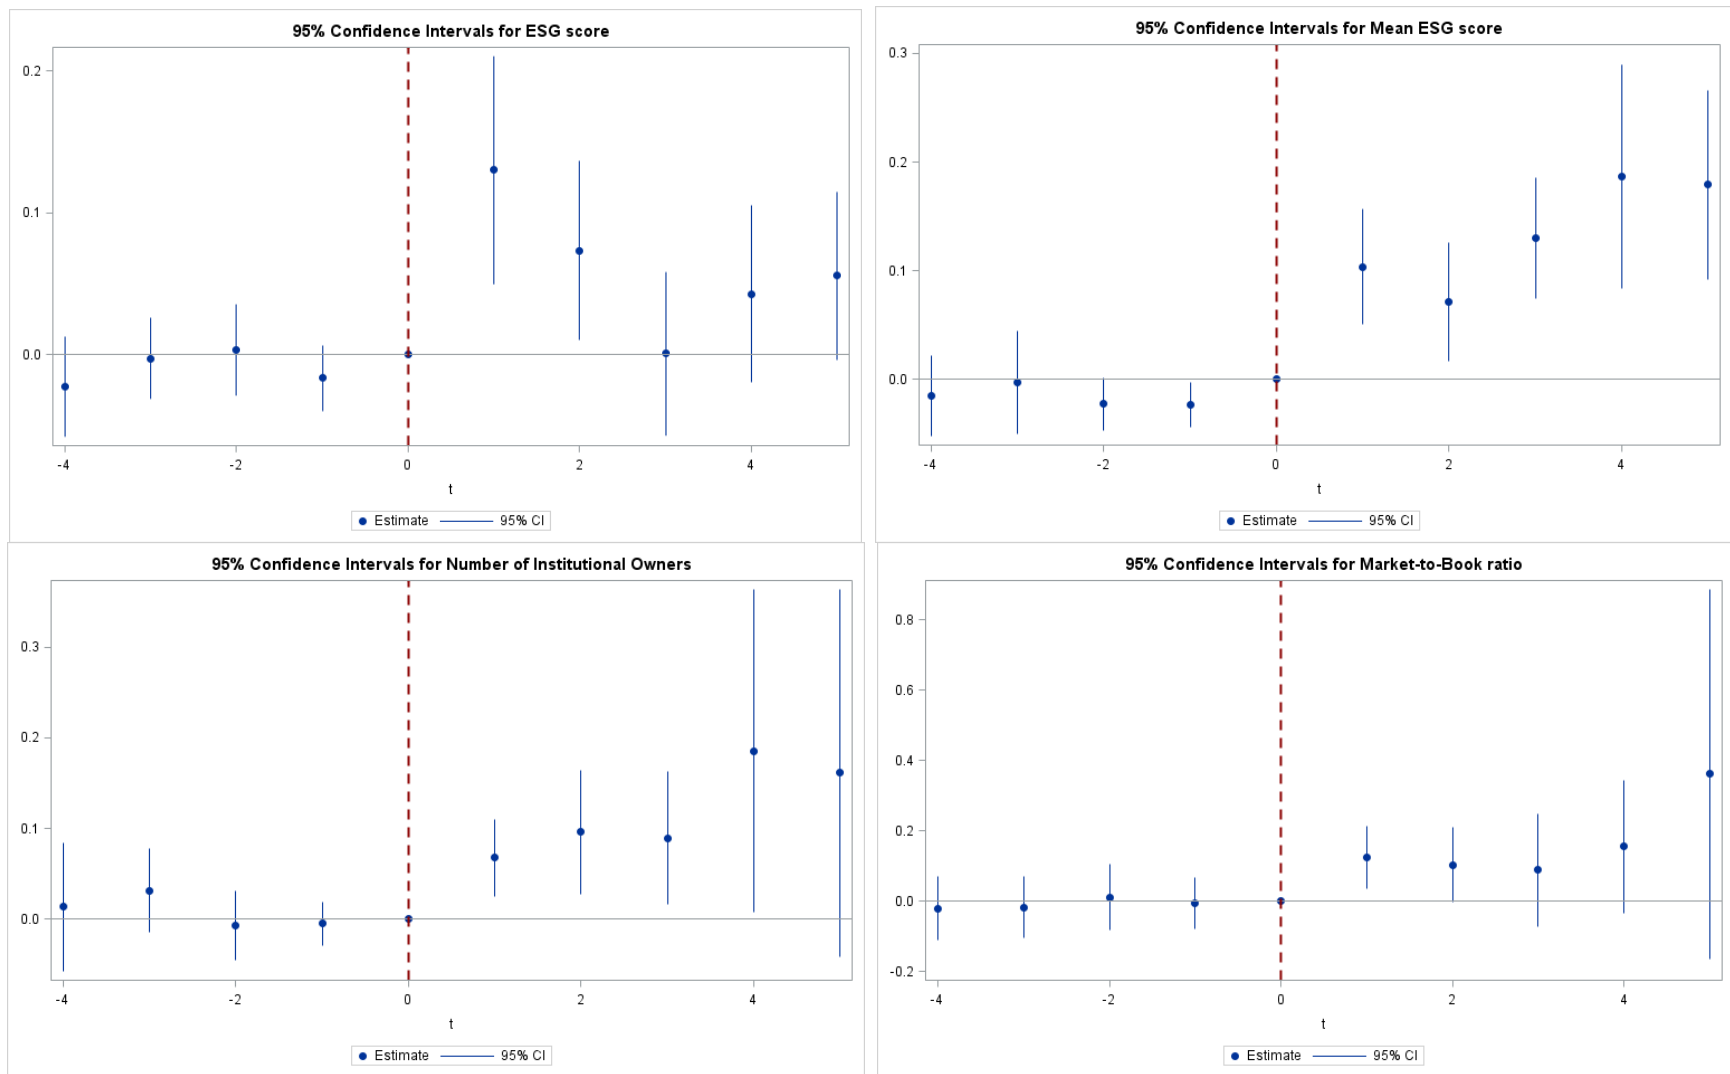 95% Confidence Intervals for ESG score
0.2
0.1
0.0
-4 -2 0 2 4
t
Estimate 95% CI
95% Confidence Intervals for Mean ESG score
0.3
0.2
0.1
0.0
-4 -2 0 2 4
t
Estimate 95% CI
95% Confidence Intervals for Number of Institutional Owners
0.3
0.2
0.1
0.0
-4 -2 0 2 4
t
Estimate 95% CI
95% Confidence Intervals for Market-to-Book ratio
0.8
0.6
0.4
0.2
0.0
-0.2
-4 -2 0 2 4
t
Estimate 95% CI